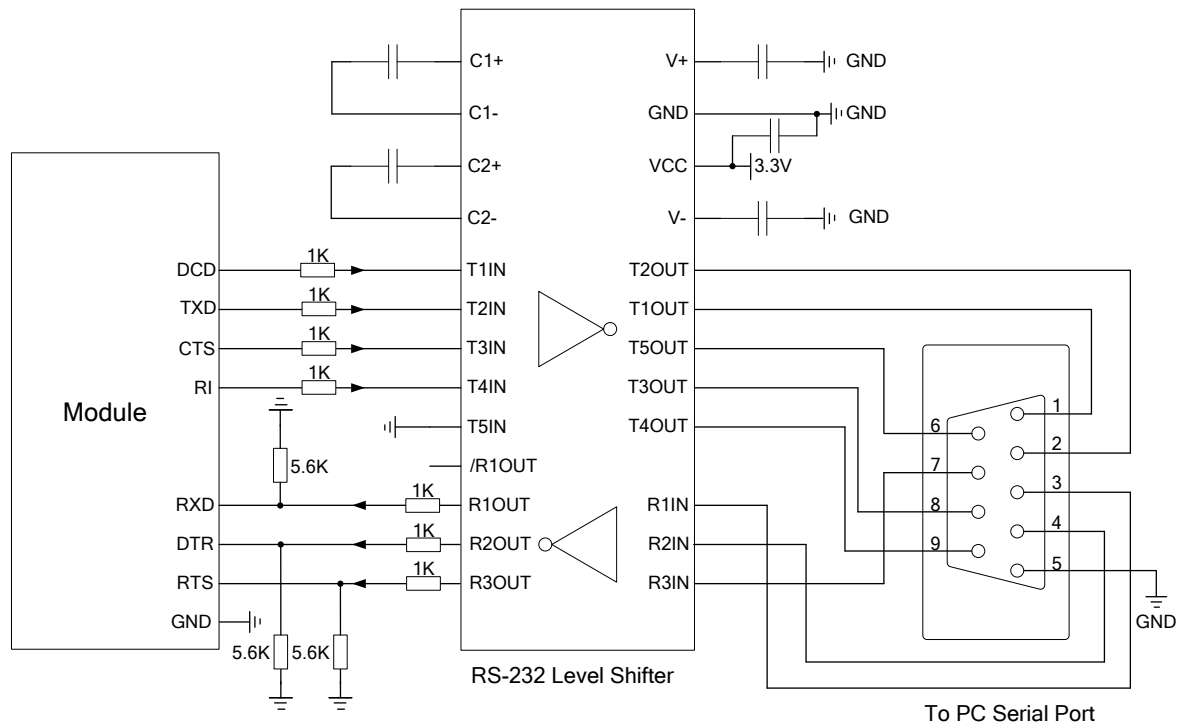 C1+
V+
GND
C1-
GND
GND
C2+
VCC
3.3V
C2-
V-
GND
DCD
1K
T1IN
T2OUT
TXD
1K
T2IN
T1OUT
CTS
1K
T3IN
T5OUT
RI
1K
T4IN
T3OUT
Module
T5IN
T4OUT
5.6K
/R1OUT
RXD
1K
R1OUT
R1IN
DTR
1K
R2OUT
R2IN
RTS
1K
R3OUT
R3IN
GND
5.6K
5.6K
1
6
2
7
3
8
4
9
5
GND
RS-232 Level Shifter
To PC Serial Port